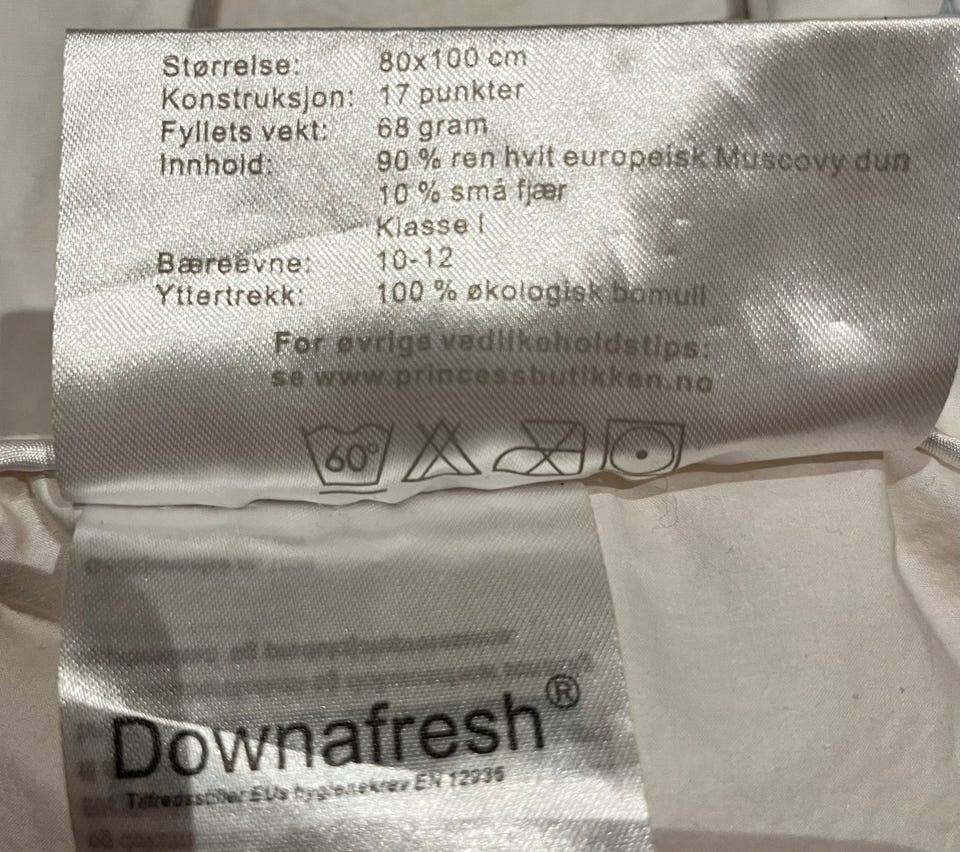 Størrelse: 80x100 cm
Konstruksjon: 17 punkter
Fyllets vekt: 68 gram
Innhold: 90 % ren hvit europeisk Muscovy dun
10 % små fjær
Klasse I
Bæreevne: 10-12
Yttertrekk: 100 % økologisk bomull
For øvrige vedlikeholdstips:
se www.princessbutikken.no
60°
Downafresh®
Tilfredsstiller EUs hygienekrav EN 12935